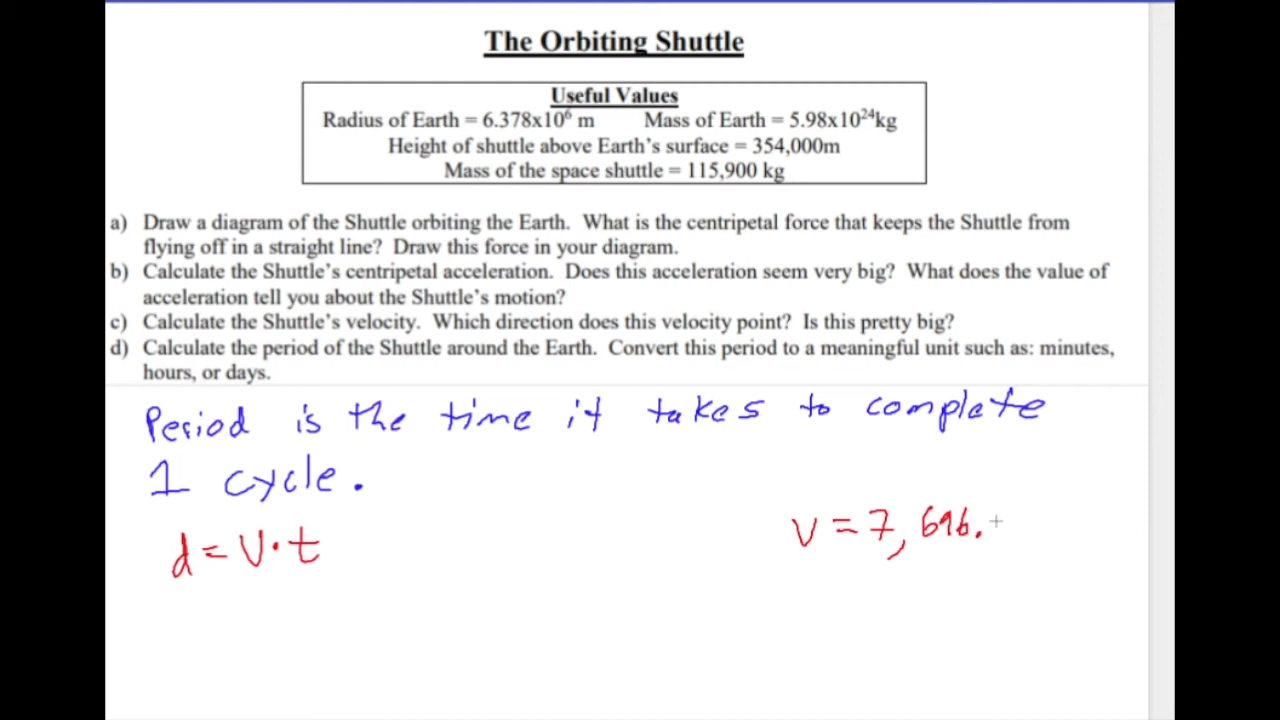 The Orbiting Shuttle
Useful Values
Radius of Earth = 6.378x10⁶ m Mass of Earth = 5.98x10²⁴kg
Height of shuttle above Earth's surface = 354,000m
Mass of the space shuttle = 115,900 kg
a) Draw a diagram of the Shuttle orbiting the Earth. What is the centripetal force that keeps the Shuttle from
flying off in a straight line? Draw this force in your diagram.
b) Calculate the Shuttle's centripetal acceleration. Does this acceleration seem very big? What does the value of
acceleration tell you about the Shuttle's motion?
c) Calculate the Shuttle's velocity. Which direction does this velocity point? Is this pretty big?
d) Calculate the period of the Shuttle around the Earth. Convert this period to a meaningful unit such as: minutes,
hours, or days.
Period is the time it takes to complete
1 cycle.
d = v · t
v = 7,696.